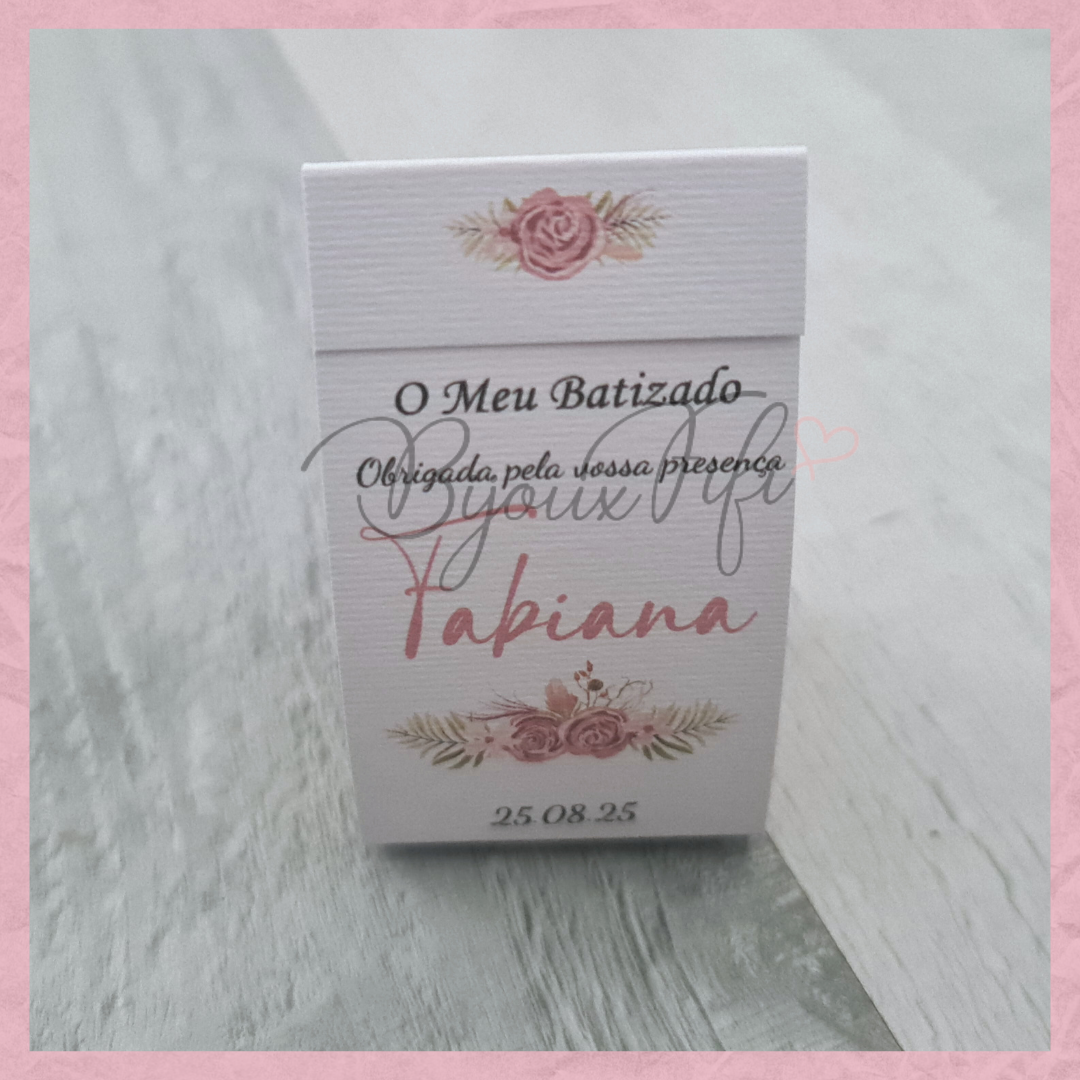 O Meu Batizado
Obrigada pela vossa presença
ByouxFifi
Fabiana
25.08.25